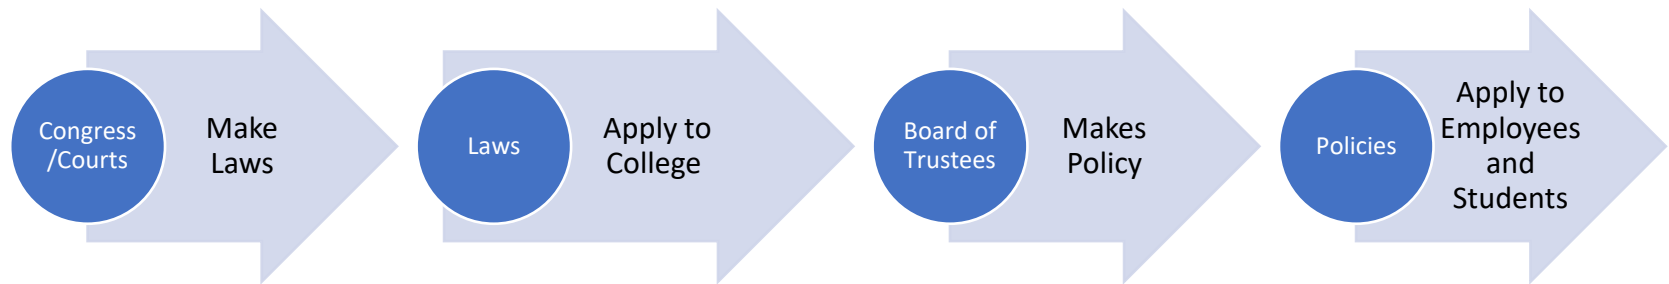 Congress
/Courts
Make
Laws
Laws
Apply to
College
Board of
Trustees
Makes
Policy
Policies
Apply to
Employees
and
Students